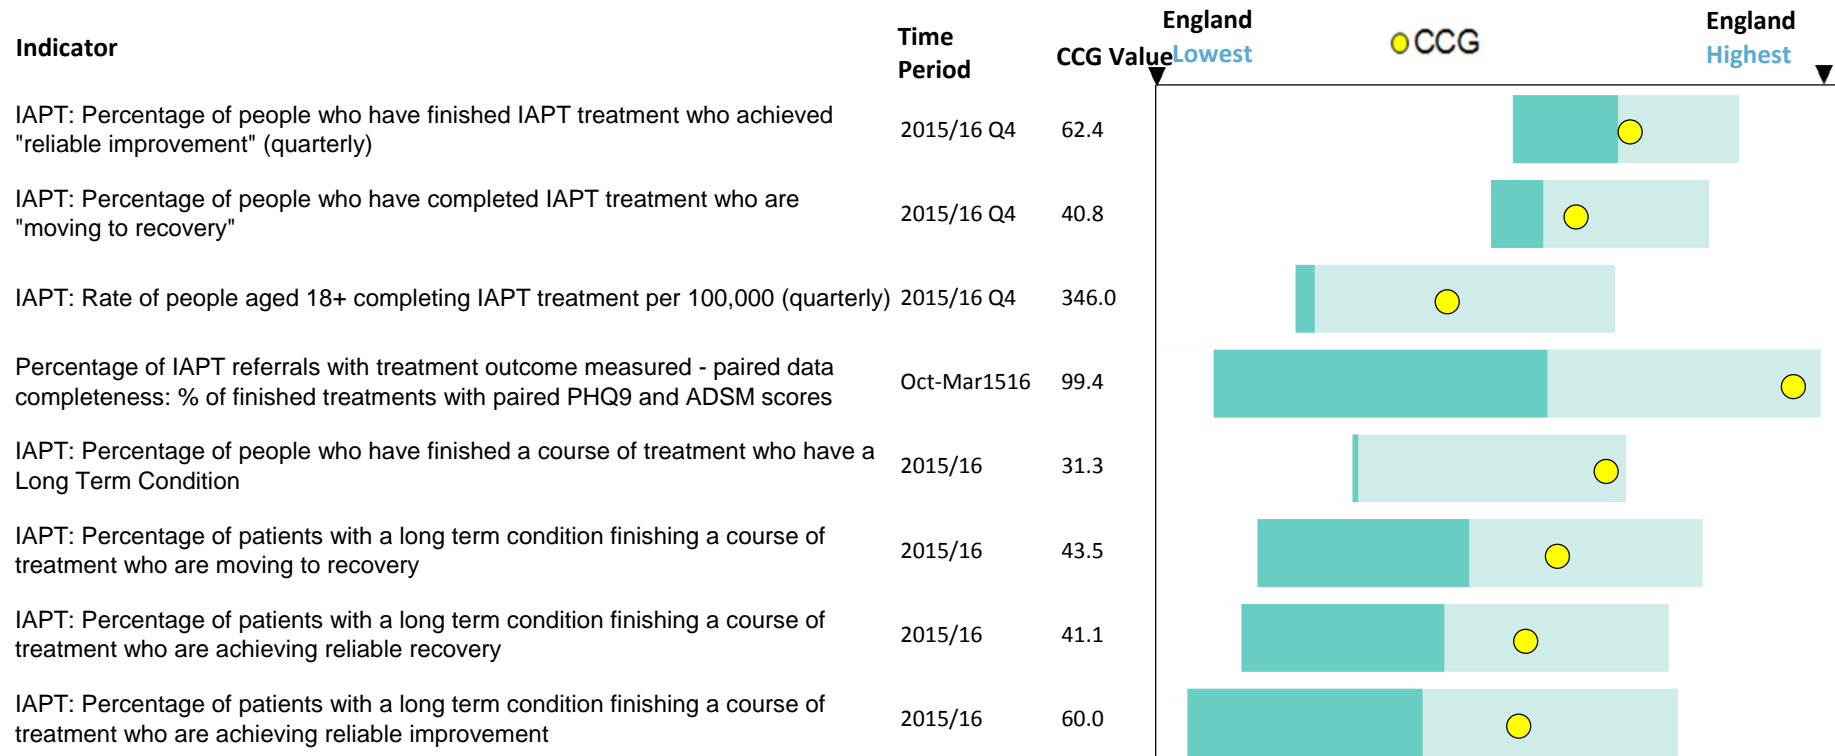 Indicator
Time
Period
CCG Value
England
Lowest
CCG
England
Highest
IAPT: Percentage of people who have finished IAPT treatment who achieved
"reliable improvement" (quarterly)
2015/16 Q4
62.4
IAPT: Percentage of people who have completed IAPT treatment who are
"moving to recovery"
2015/16 Q4
40.8
IAPT: Rate of people aged 18+ completing IAPT treatment per 100,000 (quarterly)
2015/16 Q4
346.0
Percentage of IAPT referrals with treatment outcome measured - paired data
completeness: % of finished treatments with paired PHQ9 and ADSM scores
Oct-Mar1516
99.4
IAPT: Percentage of people who have finished a course of treatment who have a
Long Term Condition
2015/16
31.3
IAPT: Percentage of patients with a long term condition finishing a course of
treatment who are moving to recovery
2015/16
43.5
IAPT: Percentage of patients with a long term condition finishing a course of
treatment who are achieving reliable recovery
2015/16
41.1
IAPT: Percentage of patients with a long term condition finishing a course of
treatment who are achieving reliable improvement
2015/16
60.0